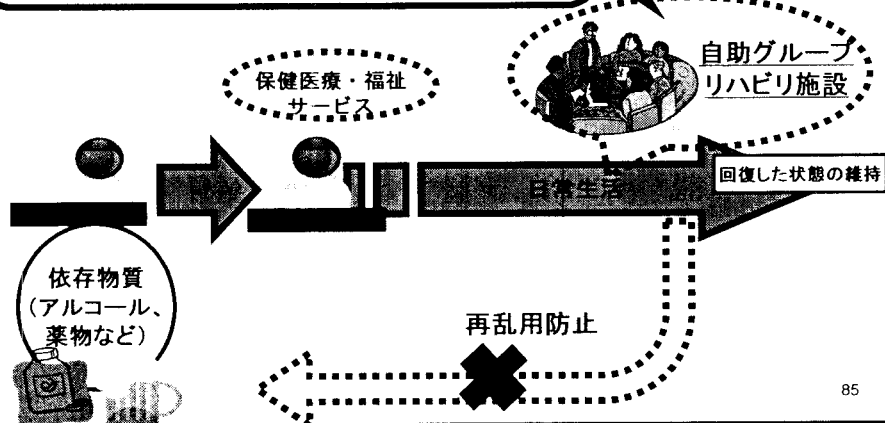 保健医療・福祉
サービス
自助グループ
リハビリ施設
日常生活
回復した状態の維持
依存物質
(アルコール、
薬物など)
再乱用防止
85